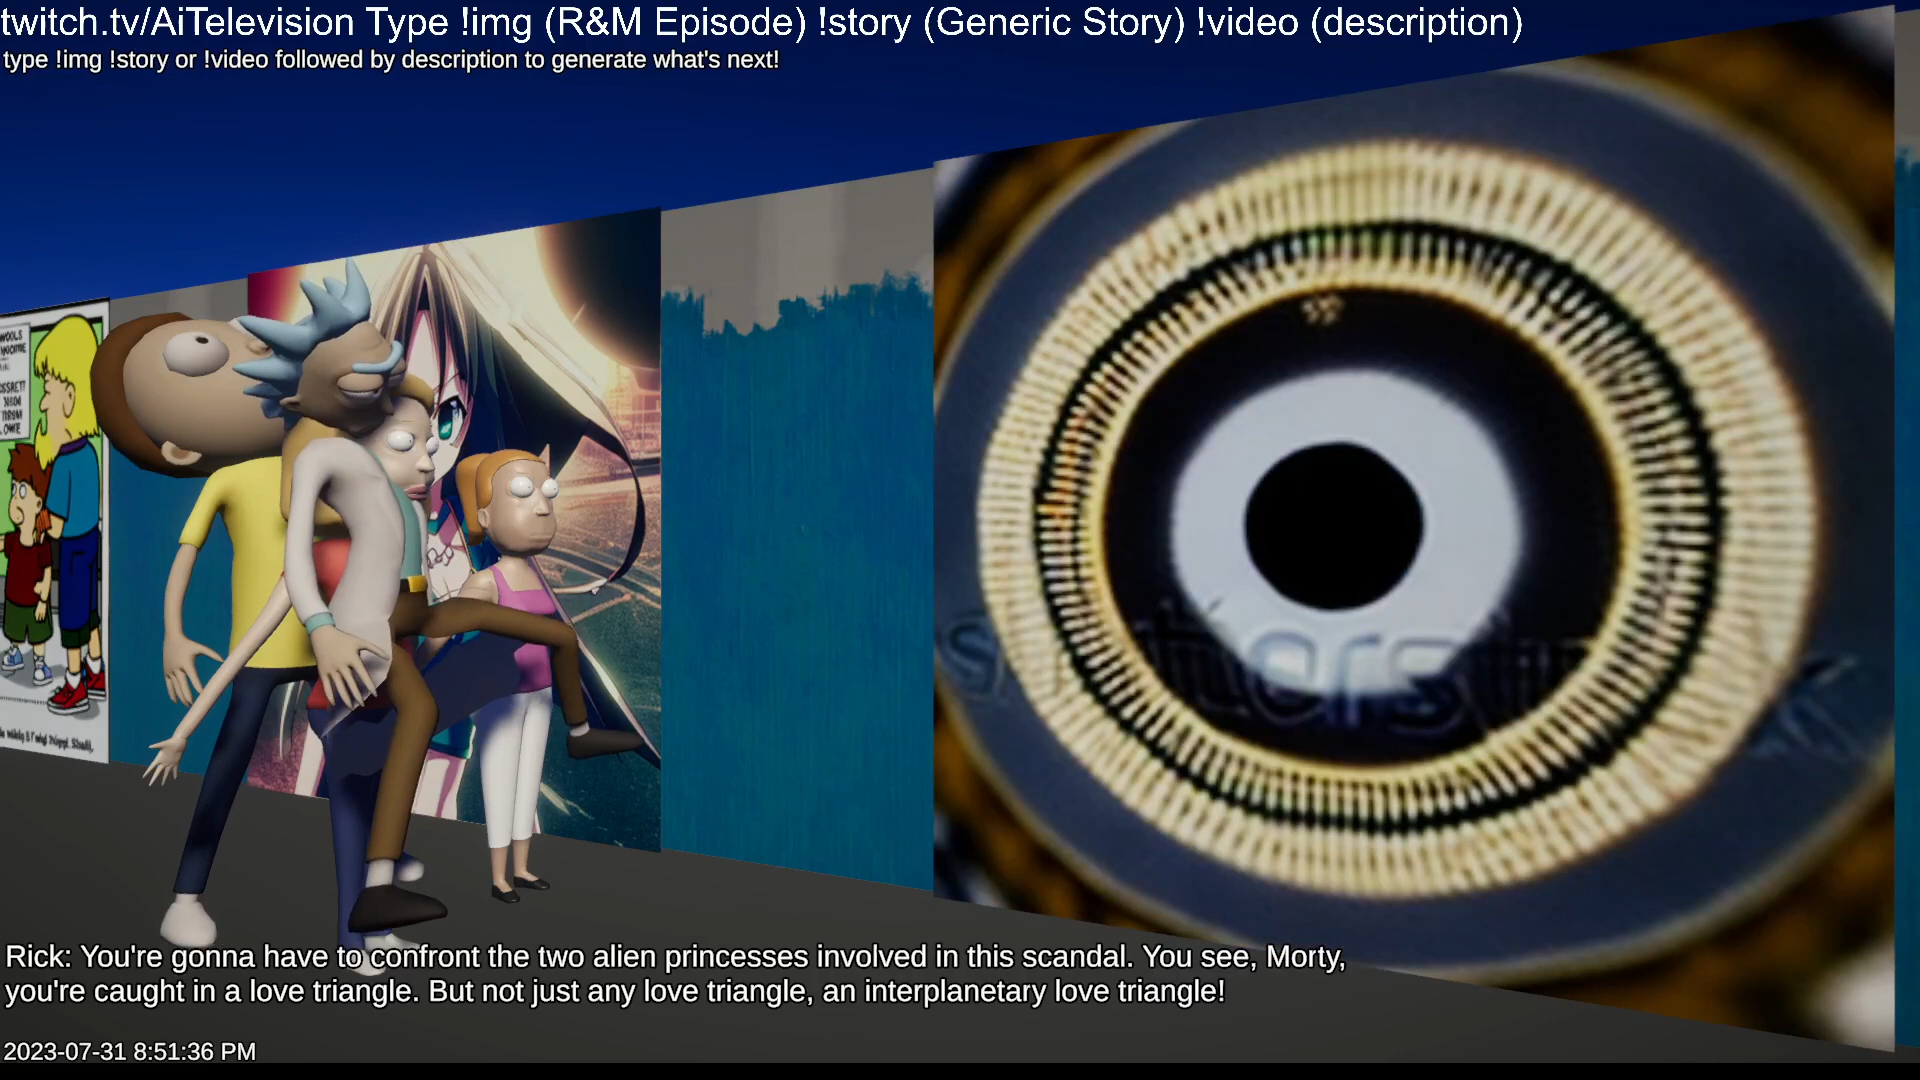 twitch.tv/AiTelevision Type !img (R&M Episode) !story (Generic Story) !video (description)
type !img !story or !video followed by description to generate what's next!
Rick: You're gonna have to confront the two alien princesses involved in this scandal. You see, Morty,
you're caught in a love triangle. But not just any love triangle, an interplanetary love triangle!
2023-07-31 8:51:36 PM